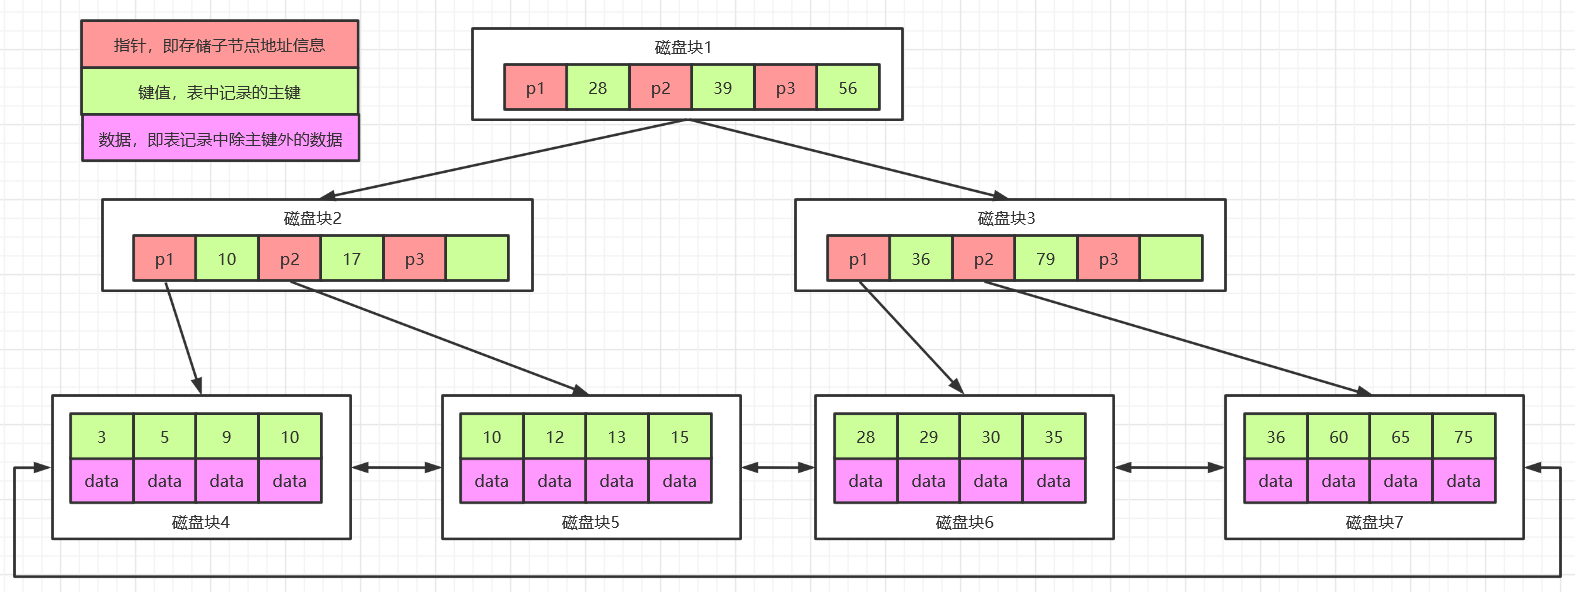 指针，即存储子节点地址信息
键值，表中记录的主键
数据，即表记录中除主键外的数据
磁盘块1
p1 28 p2 39 p3 56
磁盘块2
p1 10 p2 17 p3
磁盘块3
p1 36 p2 79 p3
3 5 9 10
data data data data
磁盘块4
10 12 13 15
data data data data
磁盘块5
28 29 30 35
data data data data
磁盘块6
36 60 65 75
data data data data
磁盘块7